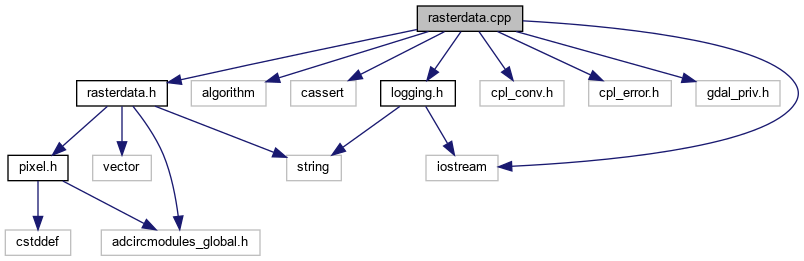 rasterdata.cpp
rasterdata.h
algorithm
cassert
logging.h
cpl_conv.h
cpl_error.h
gdal_priv.h
pixel.h
vector
string
iostream
cstddef
adcircmodules_global.h